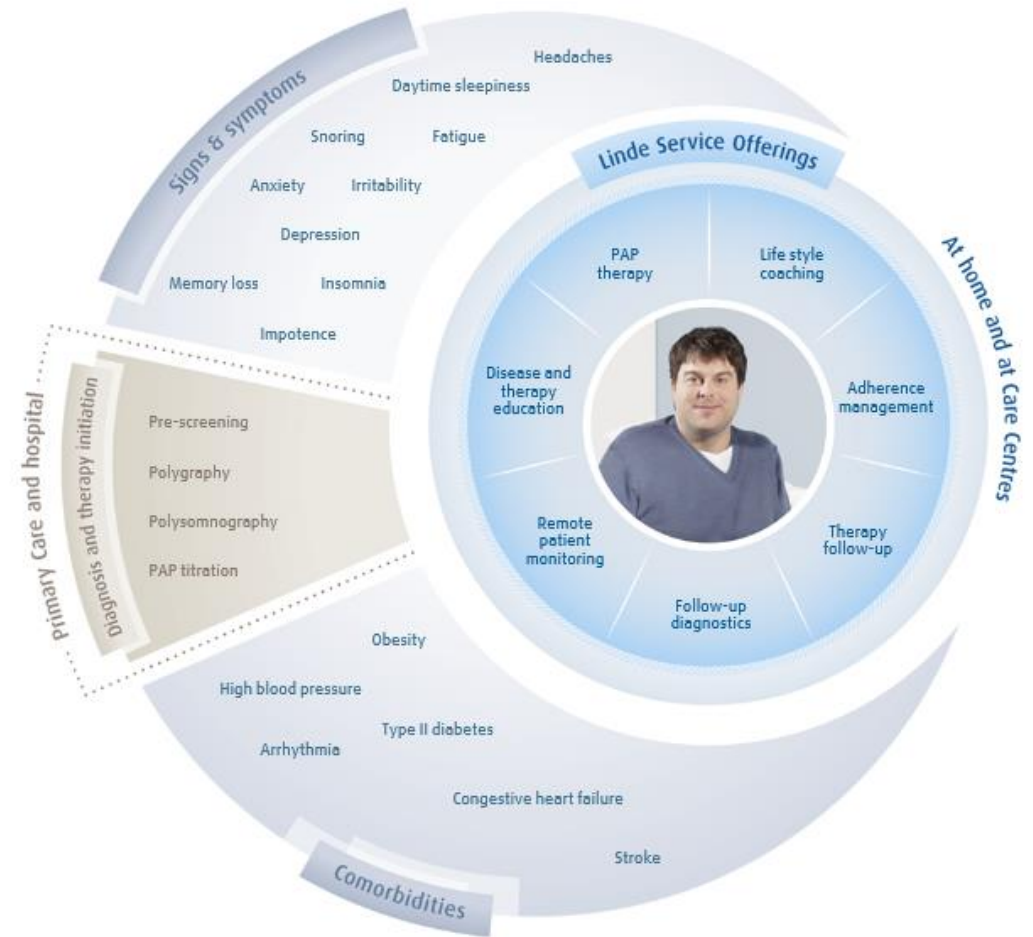 Signs & symptoms
Headaches
Daytime sleepiness
Snoring
Fatigue
Anxiety
Irritability
Depression
Memory loss
Insomnia
Impotence
Primary Care and hospital
Diagnosis and therapy initiation
Pre-screening
Polygraphy
Polysomnography
PAP titration
Obesity
High blood pressure
Type II diabetes
Arrhythmia
Congestive heart failure
Stroke
Comorbidities
Linde Service Offerings
PAP
therapy
Life style
coaching
Adherence
management
Therapy
follow-up
Follow-up
diagnostics
Remote
patient
monitoring
Disease and
therapy
education
At home and at Care Centres